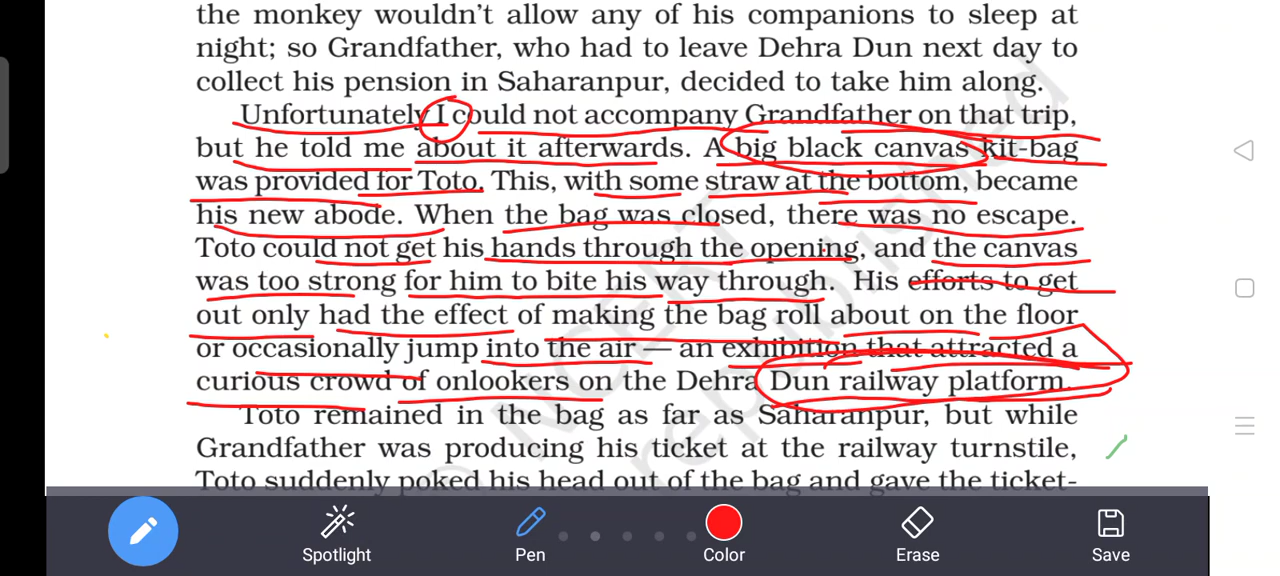 the monkey wouldn't allow any of his companions to sleep at
night; so Grandfather, who had to leave Dehra Dun next day to
collect his pension in Saharanpur, decided to take him along.
Unfortunately I could not accompany Grandfather on that trip,
but he told me about it afterwards. A big black canvas kit-bag
was provided for Toto. This, with some straw at the bottom, became
his new abode. When the bag was closed, there was no escape.
Toto could not get his hands through the opening, and the canvas
was too strong for him to bite his way through. His efforts to get
out only had the effect of making the bag roll about on the floor
or occasionally jump into the air — an exhibition that attracted a
curious crowd of onlookers on the Dehra Dun railway platform.
Toto remained in the bag as far as Saharanpur, but while
Grandfather was producing his ticket at the railway turnstile,
Toto suddenly poked his head out of the bag and gave the ticket-
© NCERT
republished
Spotlight Pen Color Erase Save